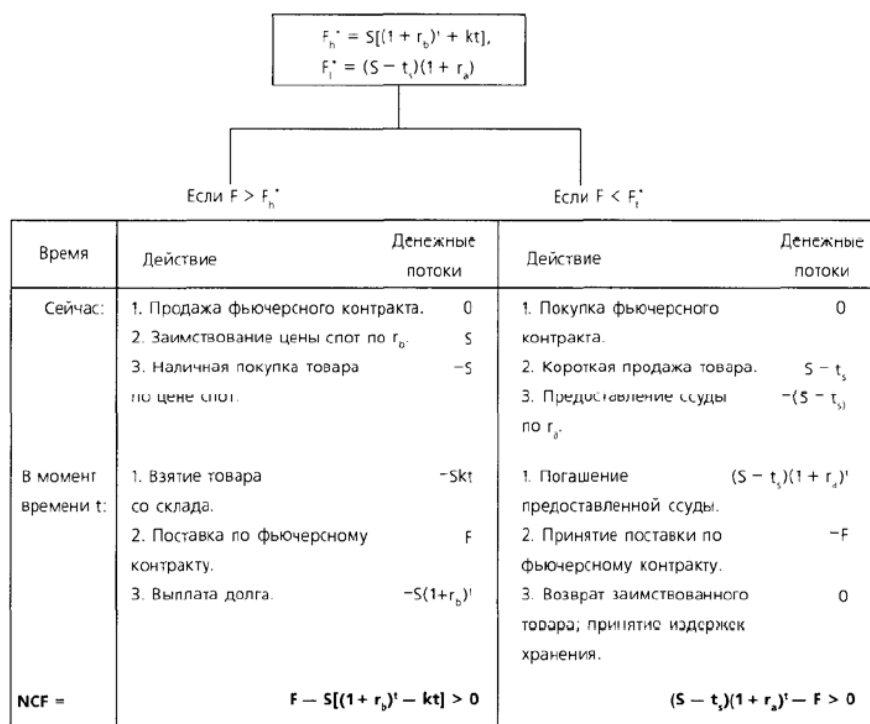 F_h* = S[(1 + r_b)^t + kt],
F_l* = (S − t_s)(1 + r_a)
Если F > F_h*
Если F < F_t*
Время
Действие
Денежные
потоки
Действие
Денежные
потоки
Сейчас:
1. Продажа фьючерсного контракта. 0
2. Заимствование цены спот по r_b. S
3. Наличная покупка товара −S
по цене спот.
1. Покупка фьючерсного 0
контракта.
2. Короткая продажа товара. S − t_s
3. Предоставление ссуды −(S − t_s)
по r_a.
В момент
времени t:
1. Взятие товара −Skt
со склада.
2. Поставка по фьючерсному F
контракту.
3. Выплата долга. −S(1+r_b)^t
1. Погашение (S − t_s)(1 + r_a)^t
предоставленной ссуды.
2. Принятие поставки по −F
фьючерсному контракту.
3. Возврат заимствованного 0
товара; принятие издержек
хранения.
NCF = F − S[(1 + r_b)^t − kt] > 0 (S − t_s)(1 + r_a)^t − F > 0